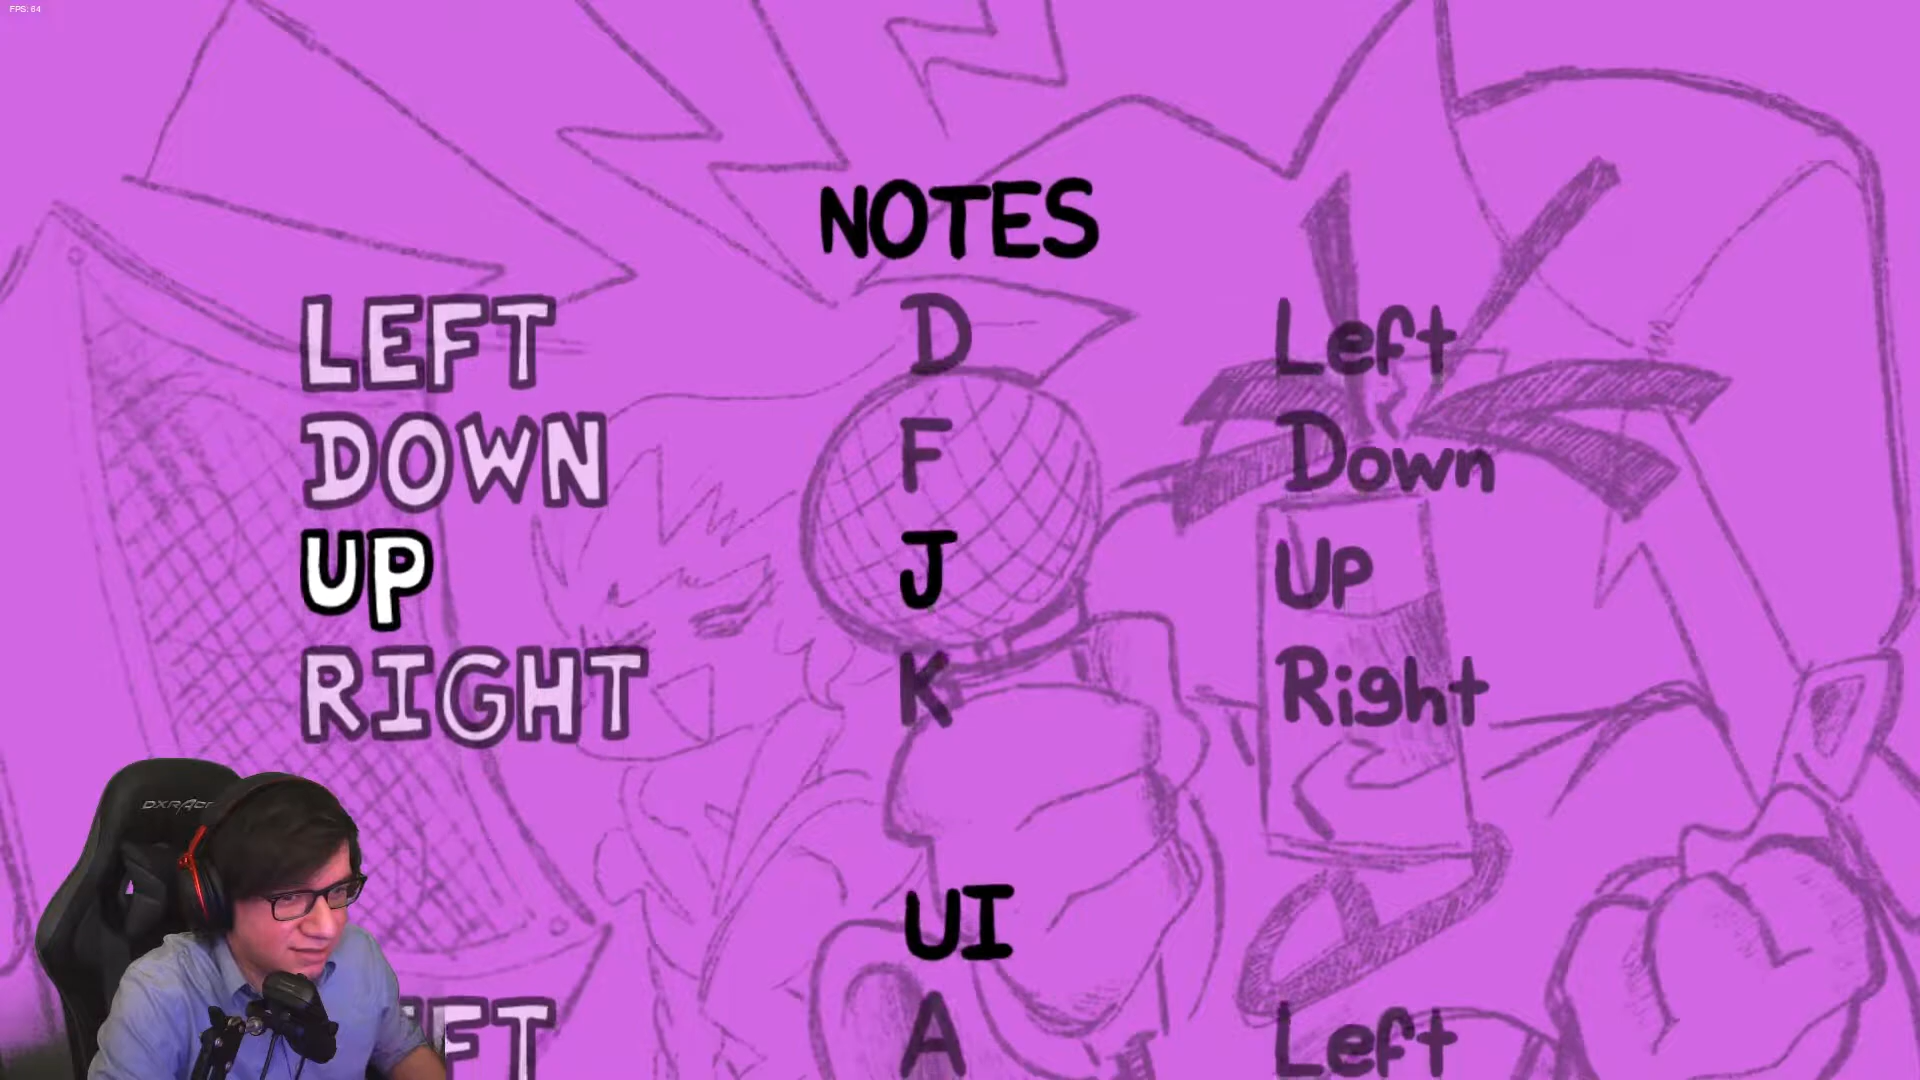 FPS: 64
NOTES
LEFT D Left
DOWN F Down
UP J Up
RIGHT K Right
UI
A Left